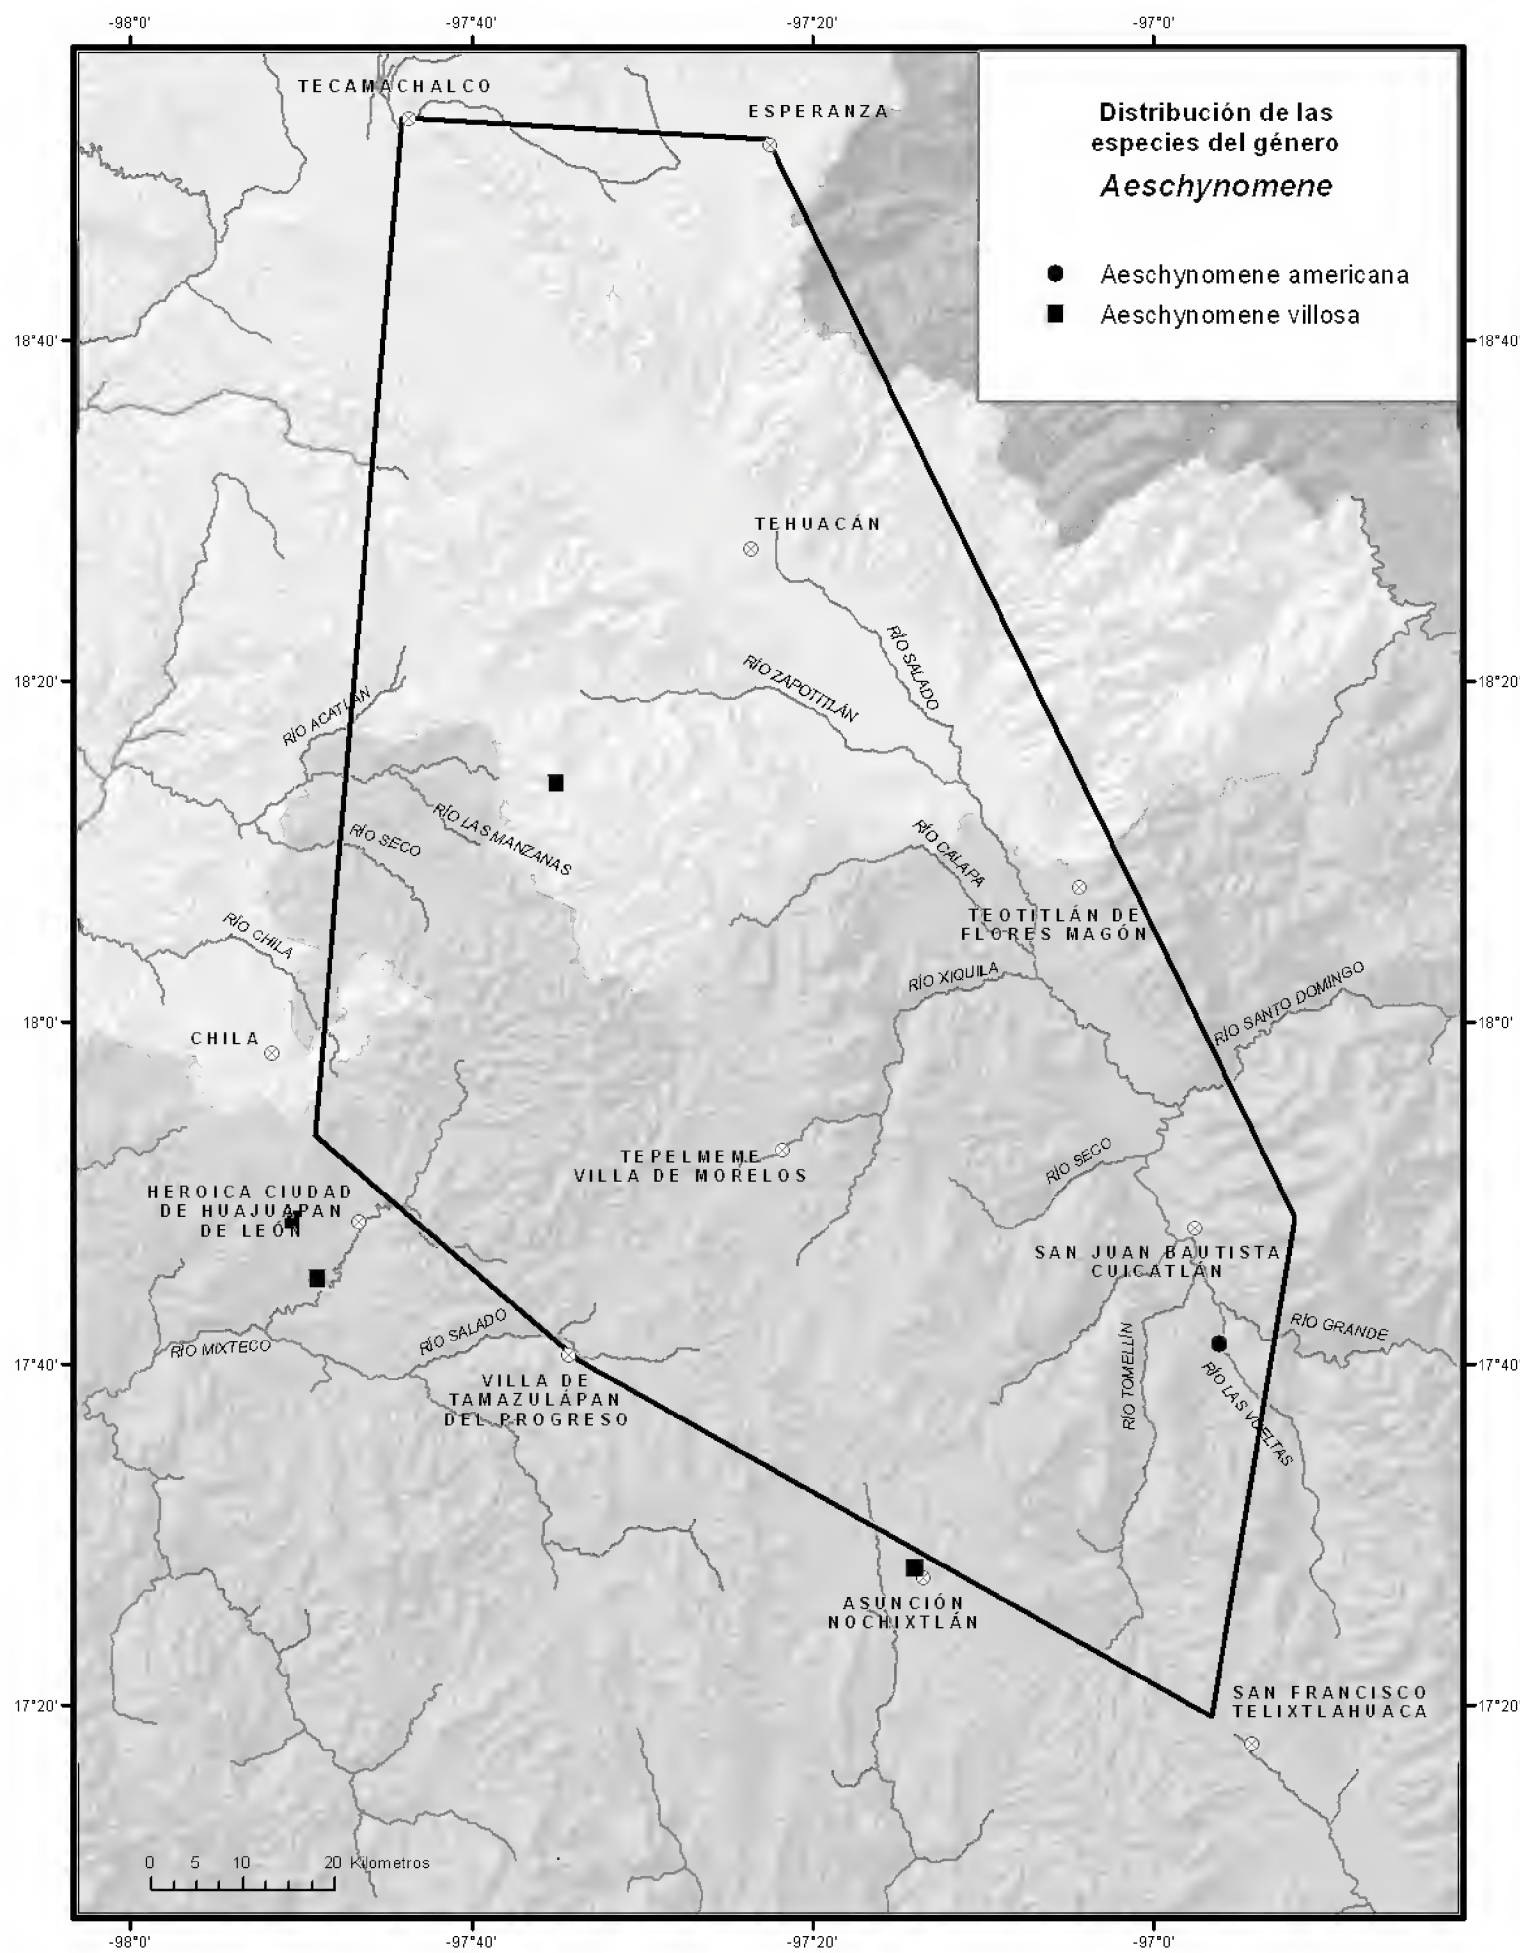 -98°0'
-97°40'
-97°20'
-97°0'
TECAMACHALCO
ESPERANZA
Distribución de las
especies del género
Aeschynomene
Aeschynomene americana
Aeschynomene villosa
18°40'
18°40'
TEHUACÁN
RÍO SALADO
RÍO ZAPOTITLÁN
18°20'
18°20'
RÍO ACATLÁN
RÍO LAS MANZANAS
RÍO SECO
RÍO CALAPA
TEOTITLÁN DE
FLORES MAGÓN
RÍO CHILA
RÍO XIQUILA
RÍO SANTO DOMINGO
18°0'
18°0'
CHILA
TEPELMEME
VILLA DE MORELOS
RÍO SECO
HEROICA CIUDAD
DE HUAJUAPAN
DE LEÓN
SAN JUAN BAUTISTA
CUICATLÁN
RÍO MIXTECO
RÍO SALADO
RÍO GRANDE
17°40'
17°40'
RÍO TOMELLÍN
RÍO LAS VUELTAS
VILLA DE
TAMAZULÁPAN
DEL PROGRESO
ASUNCIÓN
NOCHIXTLÁN
SAN FRANCISCO
TELIXTLAHUACA
17°20'
17°20'
0 5 10 20 Kilometros
-98°0'
-97°40'
-97°20'
-97°0'